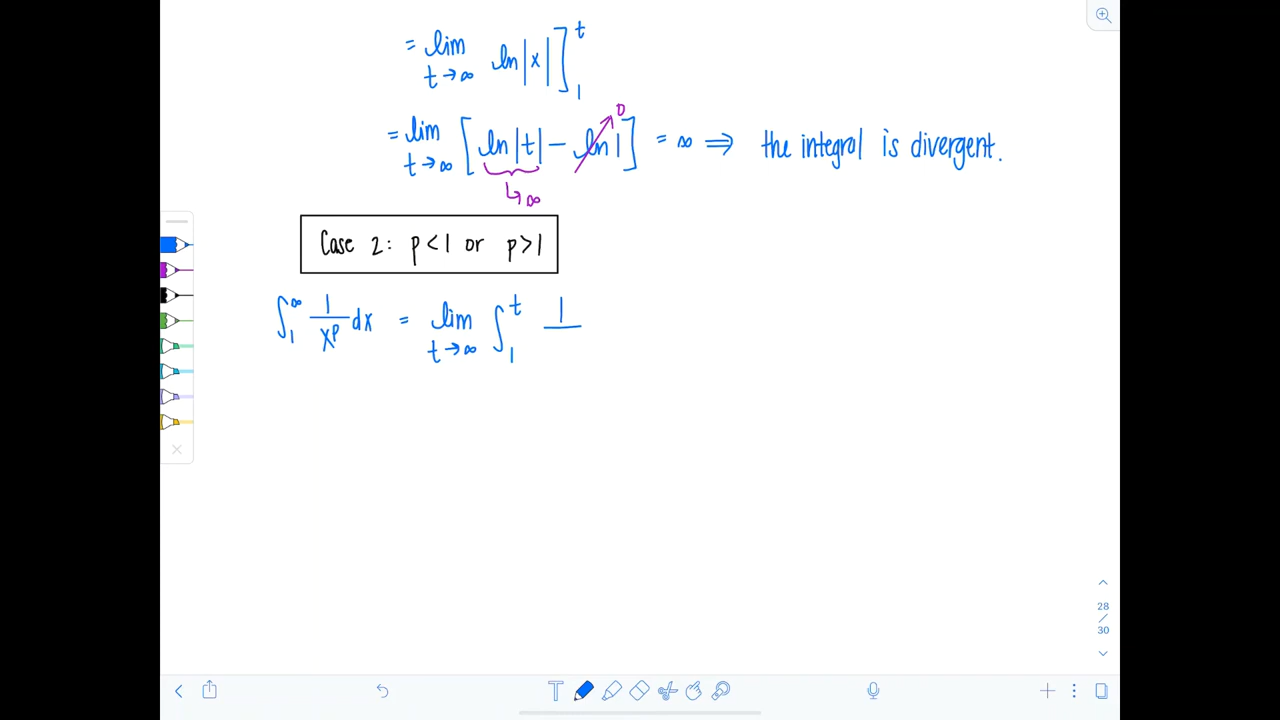 = lim t→∞ ln|x| ]₁ᵗ
= lim t→∞ [ ln|t| − ln 1 ] = ∞ ⇒ the integral is divergent.
0
↳ ∞
Case 2: p < 1 or p > 1
∫₁^∞ 1/xᵖ dx = lim t→∞ ∫₁ᵗ 1
28
/
30
T